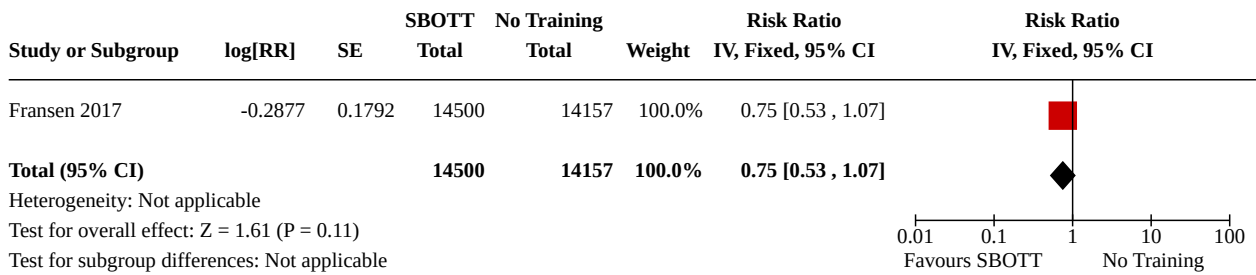 SBOTT No Training Risk Ratio Risk Ratio
Study or Subgroup log[RR] SE Total Total Weight IV, Fixed, 95% CI IV, Fixed, 95% CI
Fransen 2017 -0.2877 0.1792 14500 14157 100.0% 0.75 [0.53 , 1.07]
Total (95% CI) 14500 14157 100.0% 0.75 [0.53 , 1.07]
Heterogeneity: Not applicable
Test for overall effect: Z = 1.61 (P = 0.11)
0.01 0.1 1 10 100
Test for subgroup differences: Not applicable Favours SBOTT No Training